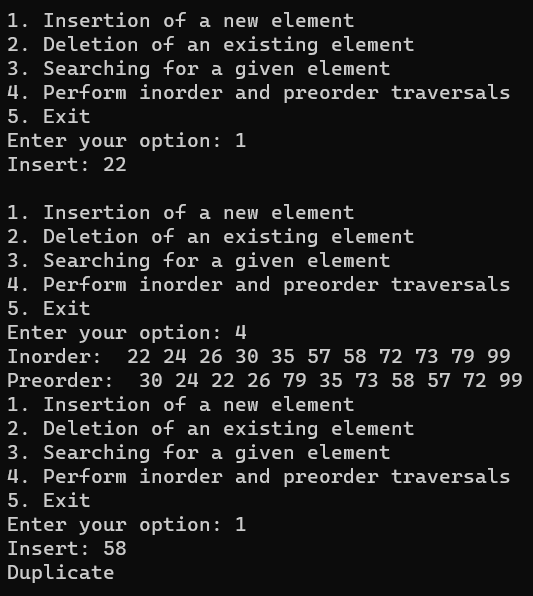 1. Insertion of a new element
2. Deletion of an existing element
3. Searching for a given element
4. Perform inorder and preorder traversals
5. Exit
Enter your option: 1
Insert: 22
1. Insertion of a new element
2. Deletion of an existing element
3. Searching for a given element
4. Perform inorder and preorder traversals
5. Exit
Enter your option: 4
Inorder:  22 24 26 30 35 57 58 72 73 79 99
Preorder:  30 24 22 26 79 35 73 58 57 72 99
1. Insertion of a new element
2. Deletion of an existing element
3. Searching for a given element
4. Perform inorder and preorder traversals
5. Exit
Enter your option: 1
Insert: 58
Duplicate